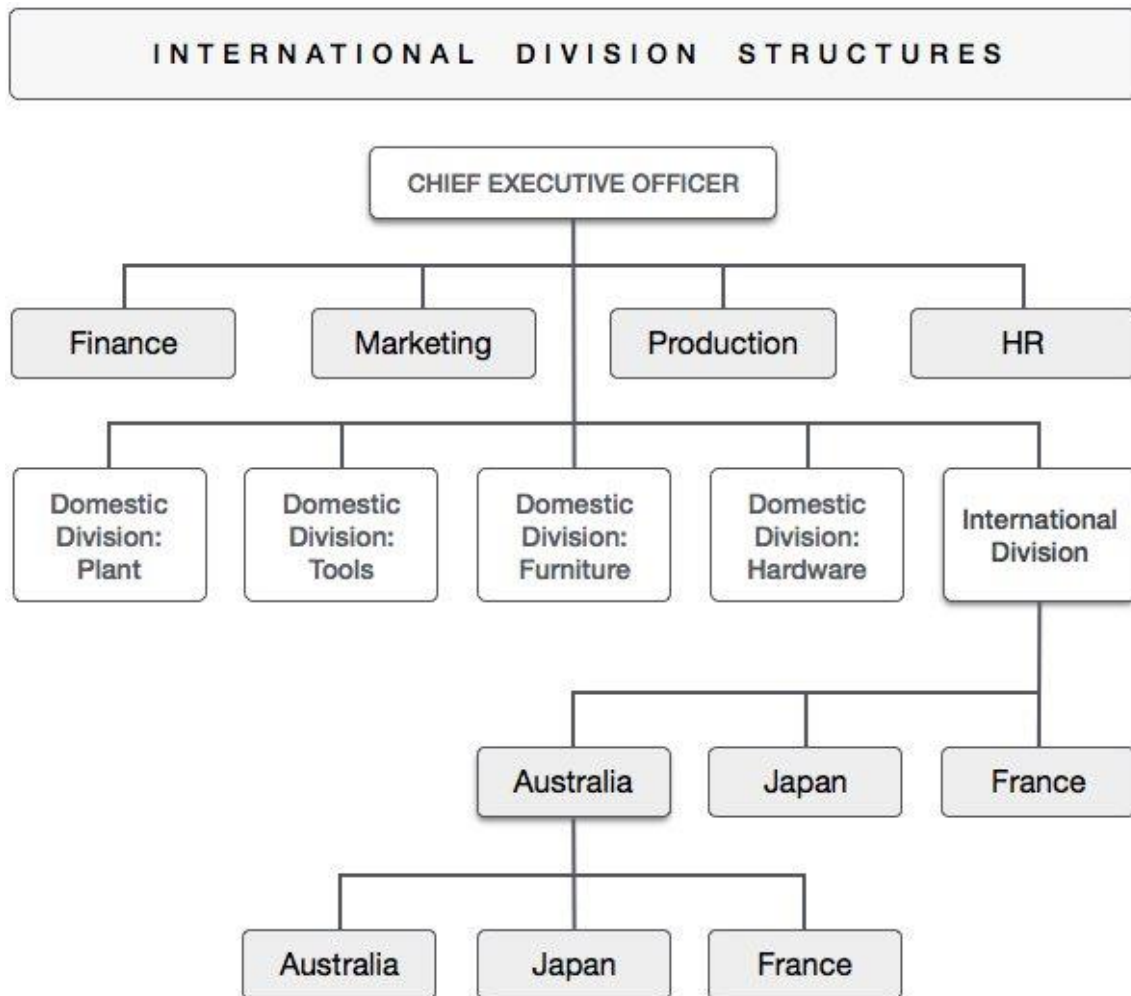 INTERNATIONAL DIVISION STRUCTURES
CHIEF EXECUTIVE OFFICER
Finance
Marketing
Production
HR
Domestic
Division:
Plant
Domestic
Division:
Tools
Domestic
Division:
Furniture
Domestic
Division:
Hardware
International
Division
Australia
Japan
France
Australia
Japan
France